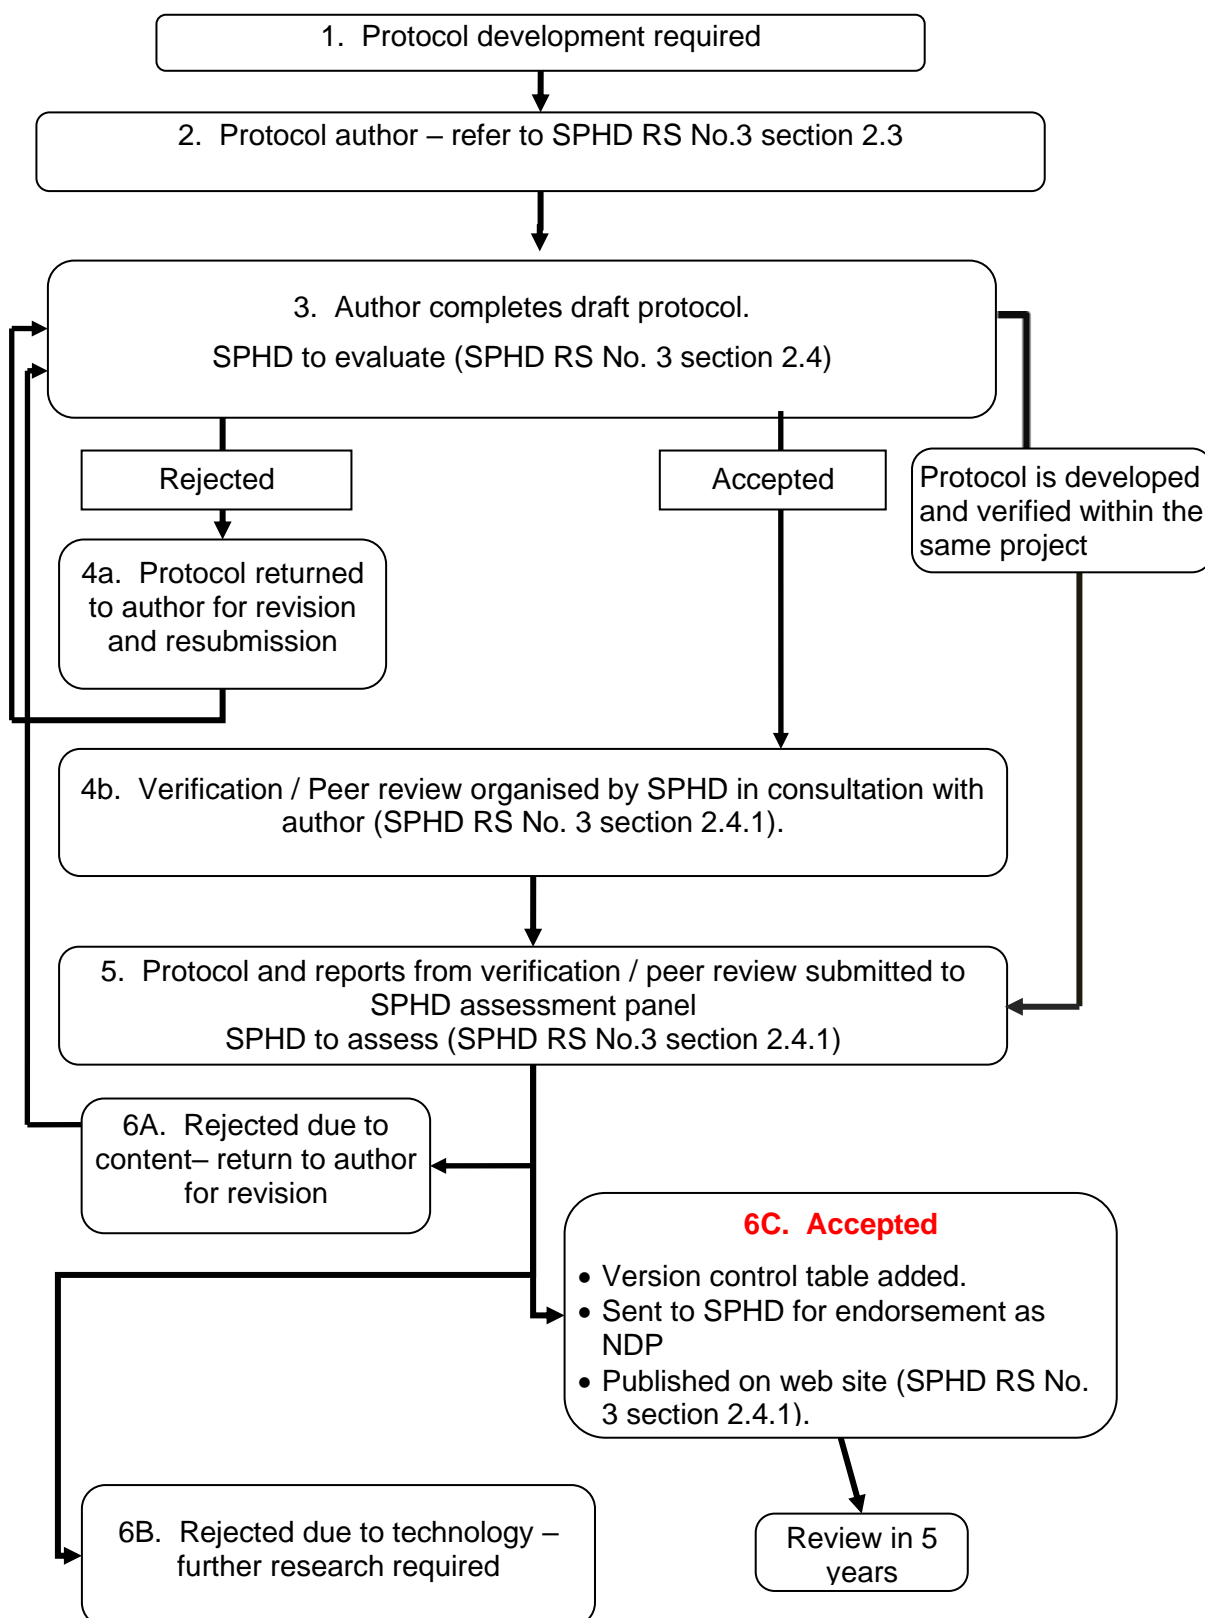 1. Protocol development required
2. Protocol author – refer to SPHD RS No.3 section 2.3
3. Author completes draft protocol.
SPHD to evaluate (SPHD RS No. 3 section 2.4)
Rejected
Accepted
Protocol is developed
and verified within the
same project
4a. Protocol returned
to author for revision
and resubmission
4b. Verification / Peer review organised by SPHD in consultation with
author (SPHD RS No. 3 section 2.4.1).
5. Protocol and reports from verification / peer review submitted to
SPHD assessment panel
SPHD to assess (SPHD RS No.3 section 2.4.1)
6A. Rejected due to
content– return to author
for revision
6C. Accepted
• Version control table added.
• Sent to SPHD for endorsement as
NDP
• Published on web site (SPHD RS No.
3 section 2.4.1).
6B. Rejected due to technology –
further research required
Review in 5
years